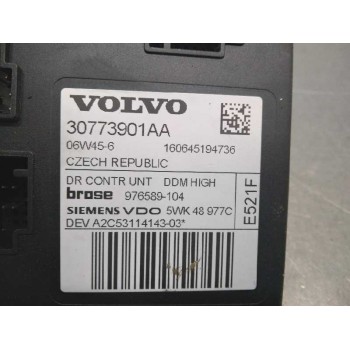 VOLVO
30773901AA
06W45-6 160645194736
CZECH REPUBLIC
DR CONTR UNT DDM HIGH
brose 976589-104
SIEMENS VDO 5WK 48 977C
DEV A2C53114143-03*
E521F